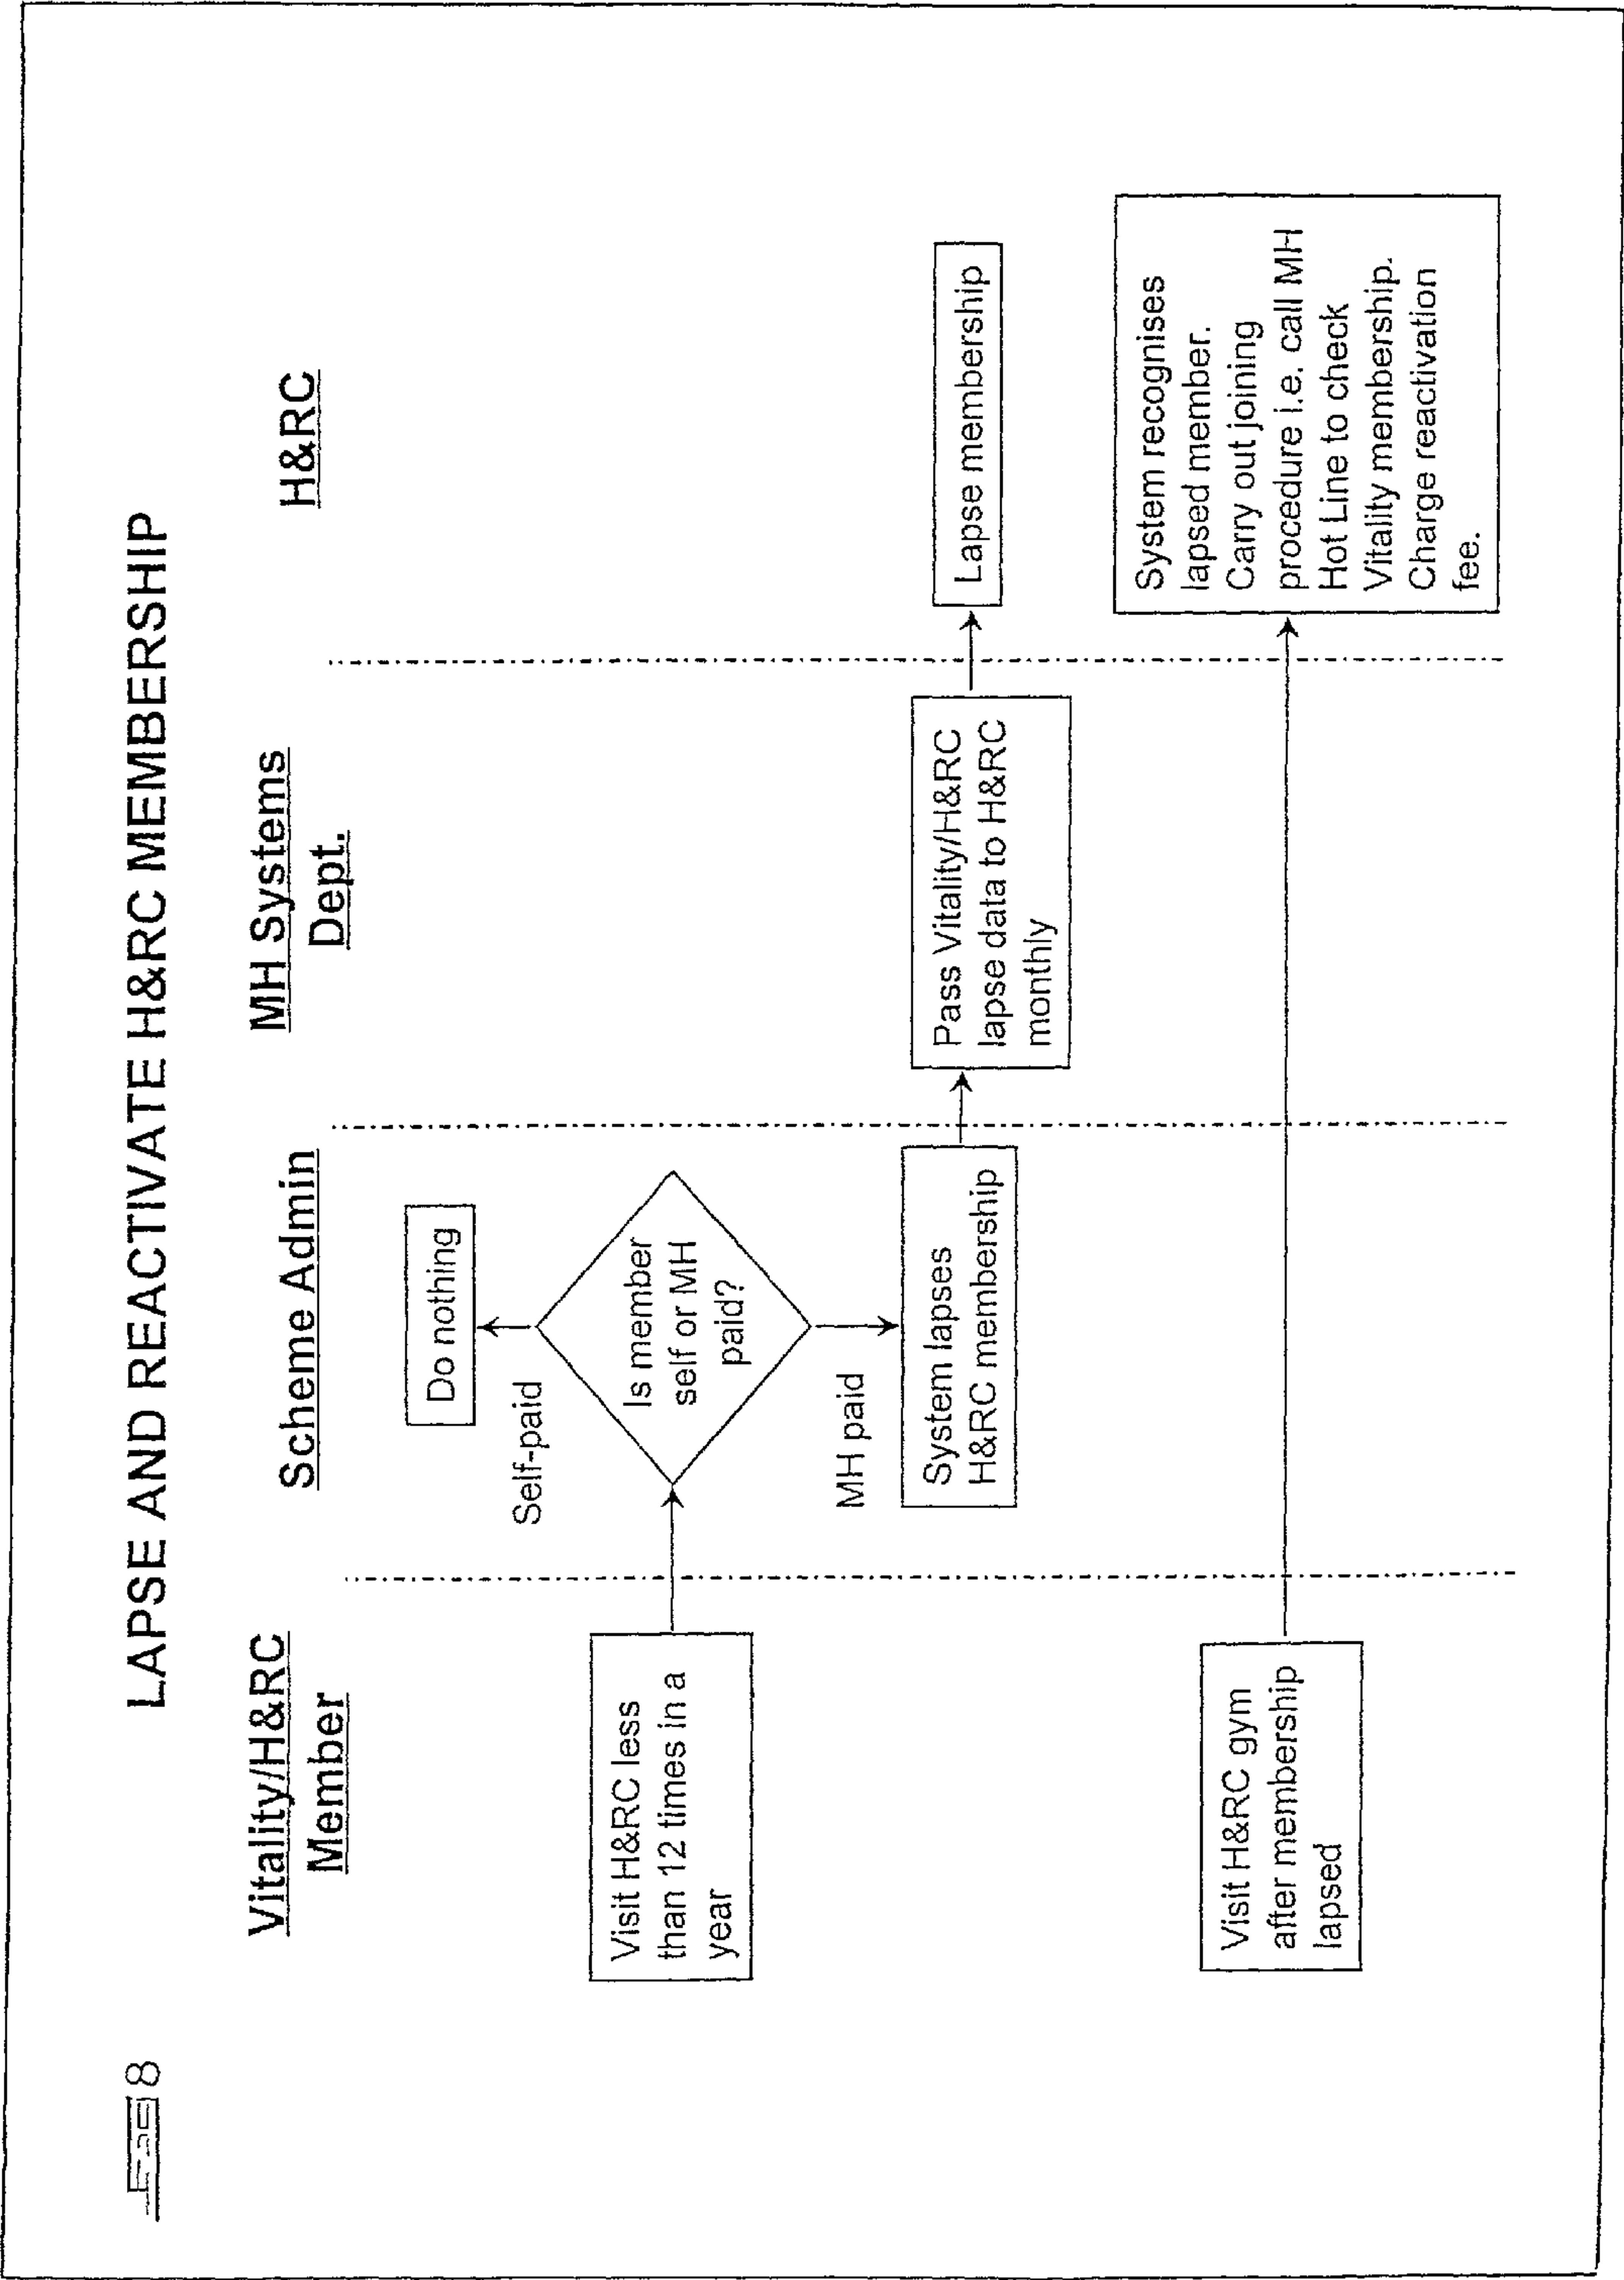 8
LAPSE AND REACTIVATE H&RC MEMBERSHIP
Vitality/H&RC
Member
Scheme Admin
MH Systems
Dept.
H&RC
Do nothing
Self-paid
Visit H&RC less
than 12 times in a
year
Is member
self or MH
paid?
MH paid
System lapses
H&RC membership
Pass Vitality/H&RC
lapse data to H&RC
monthly
Lapse membership
Visit H&RC gym
after membership
lapsed
System recognises
lapsed member.
Carry out joining
procedure i.e. call MH
Hot Line to check
Vitality membership.
Charge reactivation
fee.